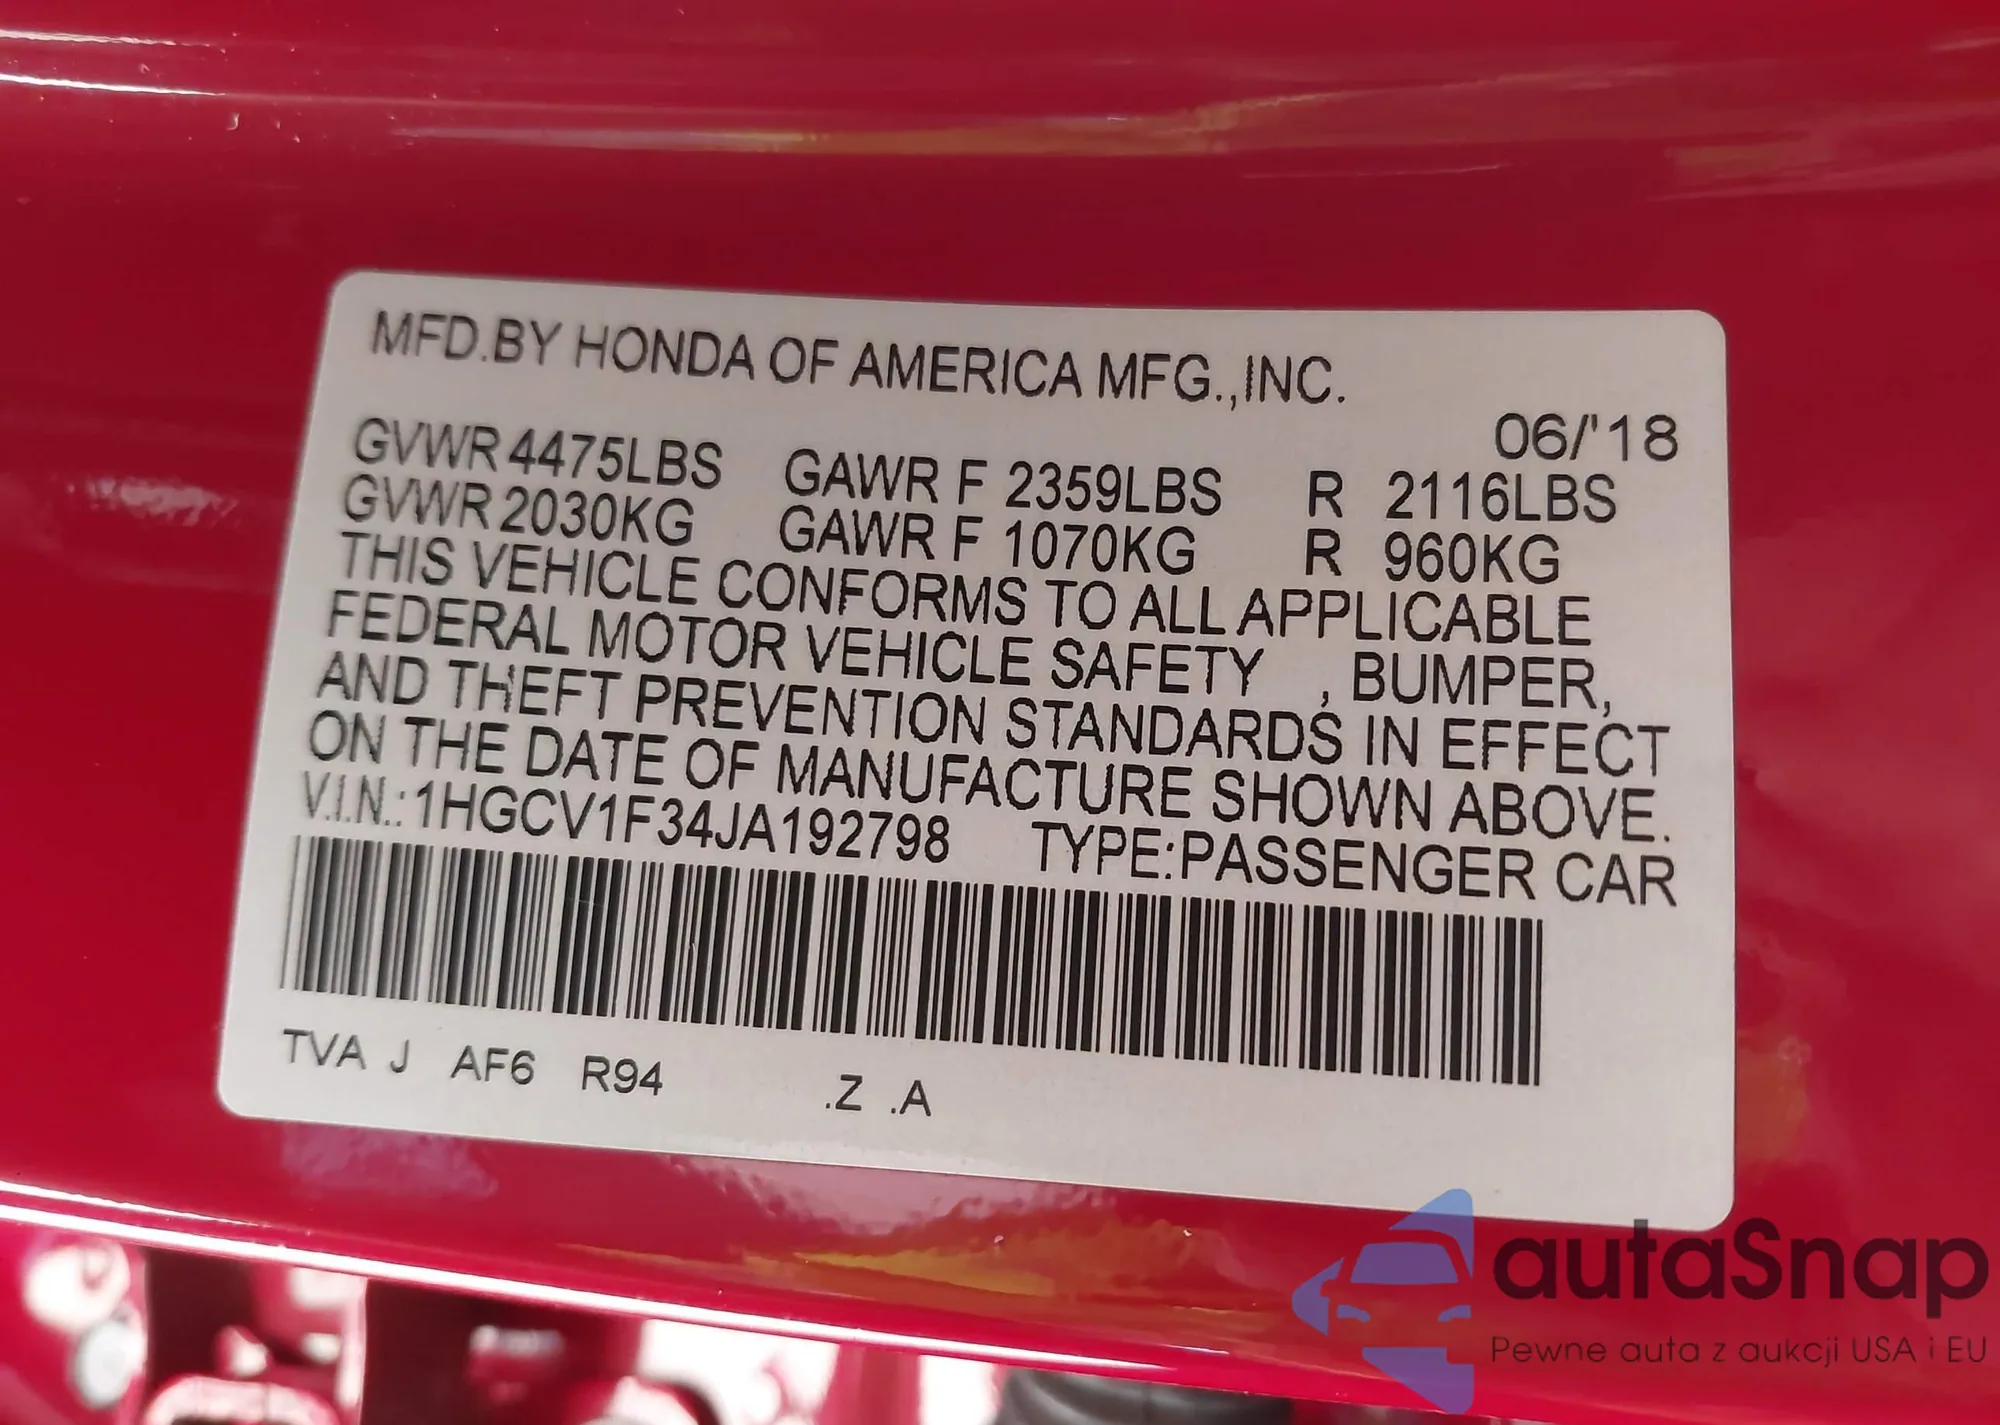 MFD.BY HONDA OF AMERICA MFG.,INC.
06/'18
GVWR 4475LBS GAWR F 2359LBS R 2116LBS
GVWR 2030KG GAWR F 1070KG R 960KG
THIS VEHICLE CONFORMS TO ALL APPLICABLE
FEDERAL MOTOR VEHICLE SAFETY , BUMPER,
AND THEFT PREVENTION STANDARDS IN EFFECT
ON THE DATE OF MANUFACTURE SHOWN ABOVE.
V.I.N.: 1HGCV1F34JA192798 TYPE:PASSENGER CAR
TVA J AF6 R94 .Z .A
autaSnap
Pewne auta z aukcji USA i EU